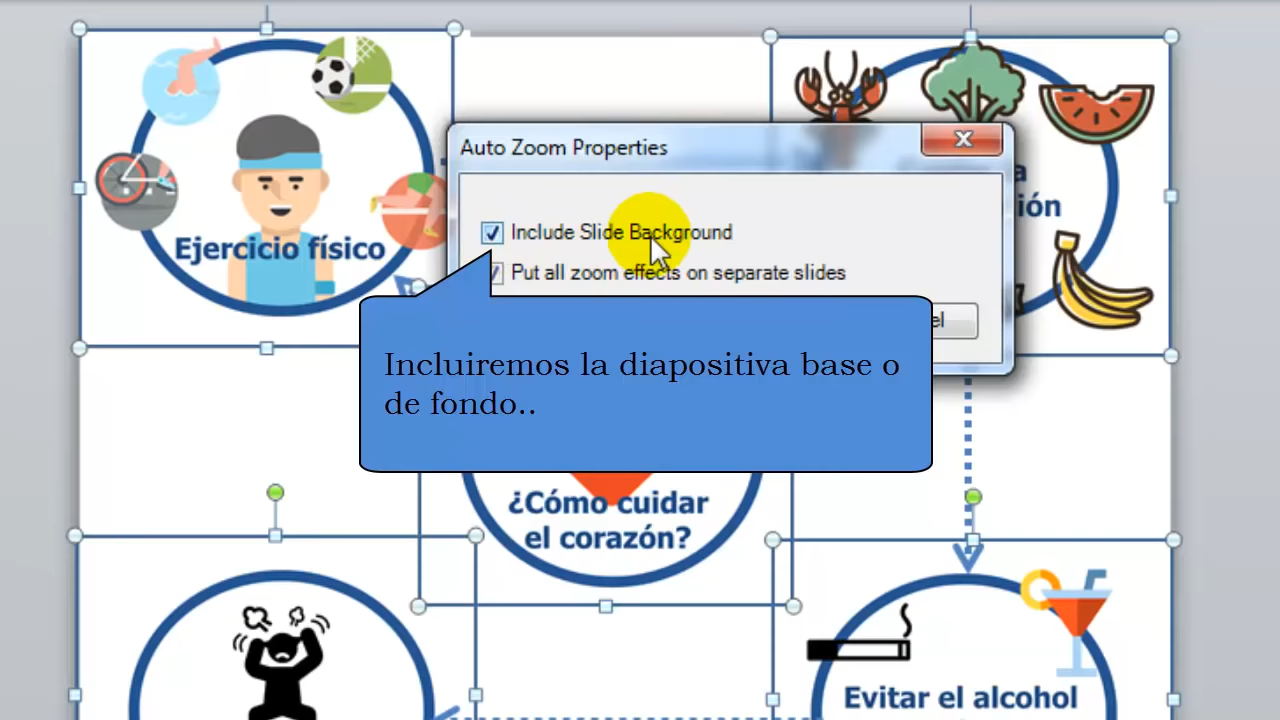 Auto Zoom Properties
Include Slide Background
Put all zoom effects on separate slides
Ejercicio físico
Incluiremos la diapositiva base o
de fondo..
¿Cómo cuidar
el corazón?
Evitar el alcohol